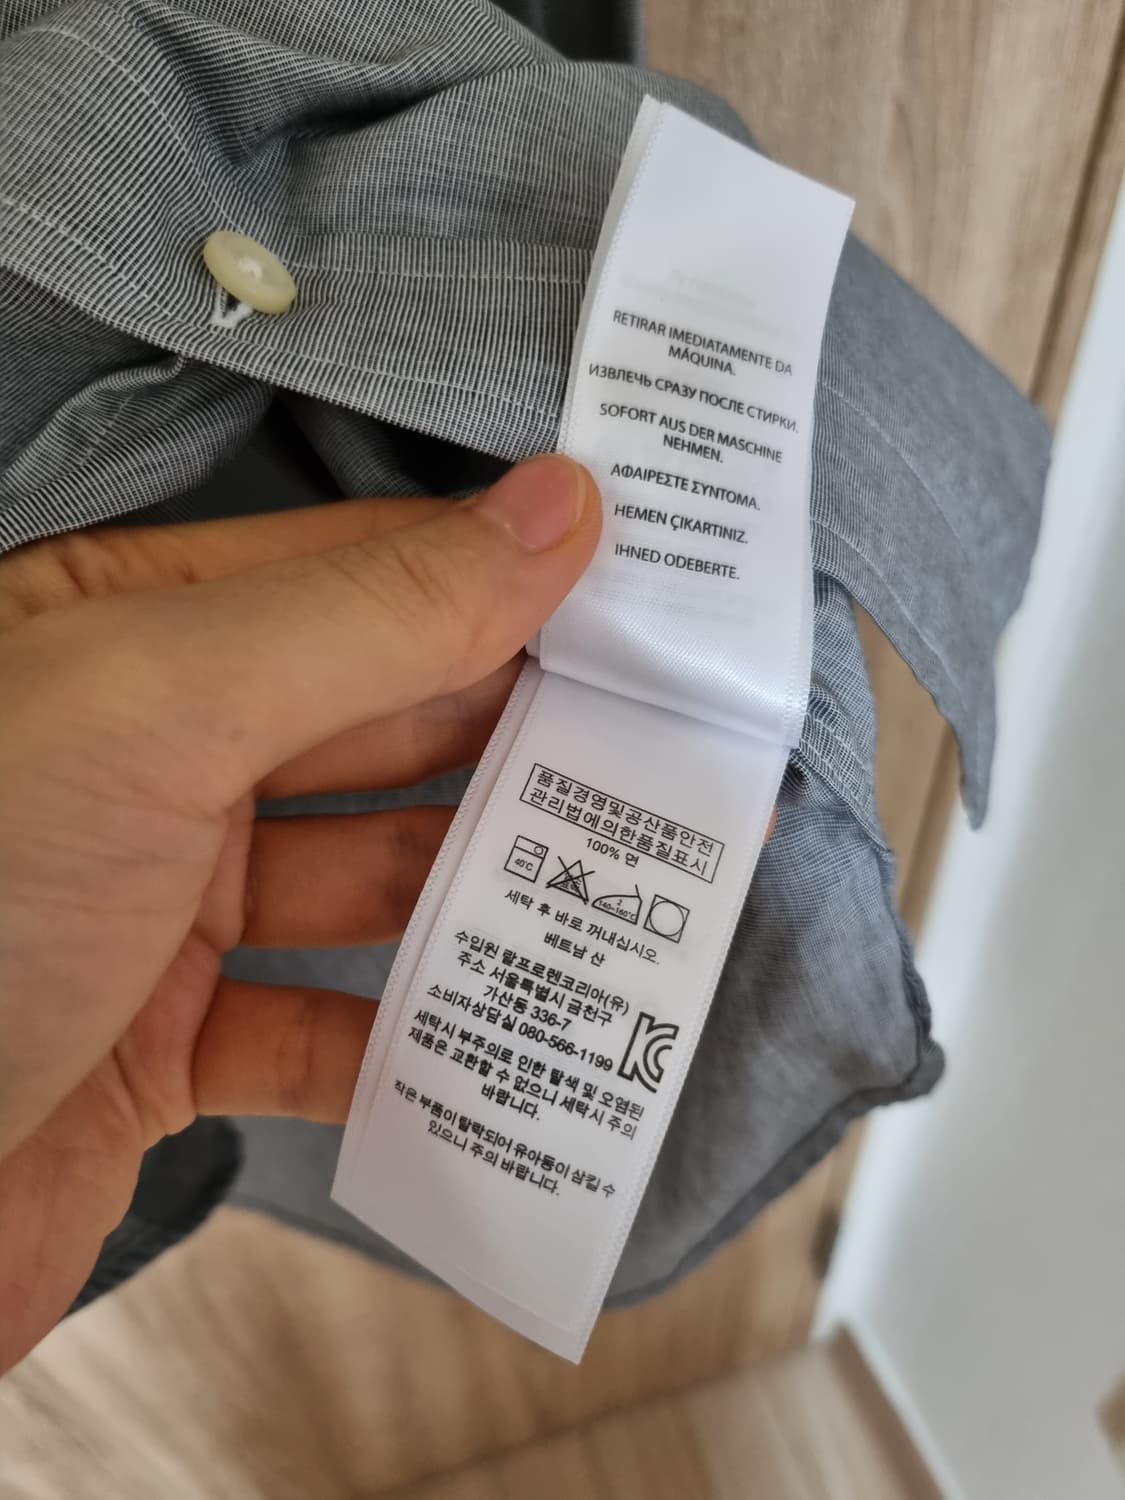 RETIRAR IMEDIATAMENTE DA
MÁQUINA.
ИЗВЛЕЧЬ СРАЗУ ПОСЛЕ СТИРКИ.
SOFORT AUS DER MASCHINE
NEHMEN.
ΑΦΑΙΡΕΣΤΕ ΣΥΝΤΟΜΑ.
HEMEN ÇIKARTINIZ.
IHNED ODEBERTE.
품질경영및공산품안전
관리법에의한품질표시
100% 면
40°C
2
140~160°C
세탁 후 바로 꺼내십시오.
베트남 산
수입원 랄프로렌코리아(유)
주소 서울특별시 금천구
가산동 336-7
소비자상담실 080-566-1199
세탁시 부주의로 인한 탈색 및 오염된
제품은 교환할 수 없으니 세탁시 주의
바랍니다.
작은 부품이 탈락되어 유아동이 삼킬 수
있으니 주의 바랍니다.